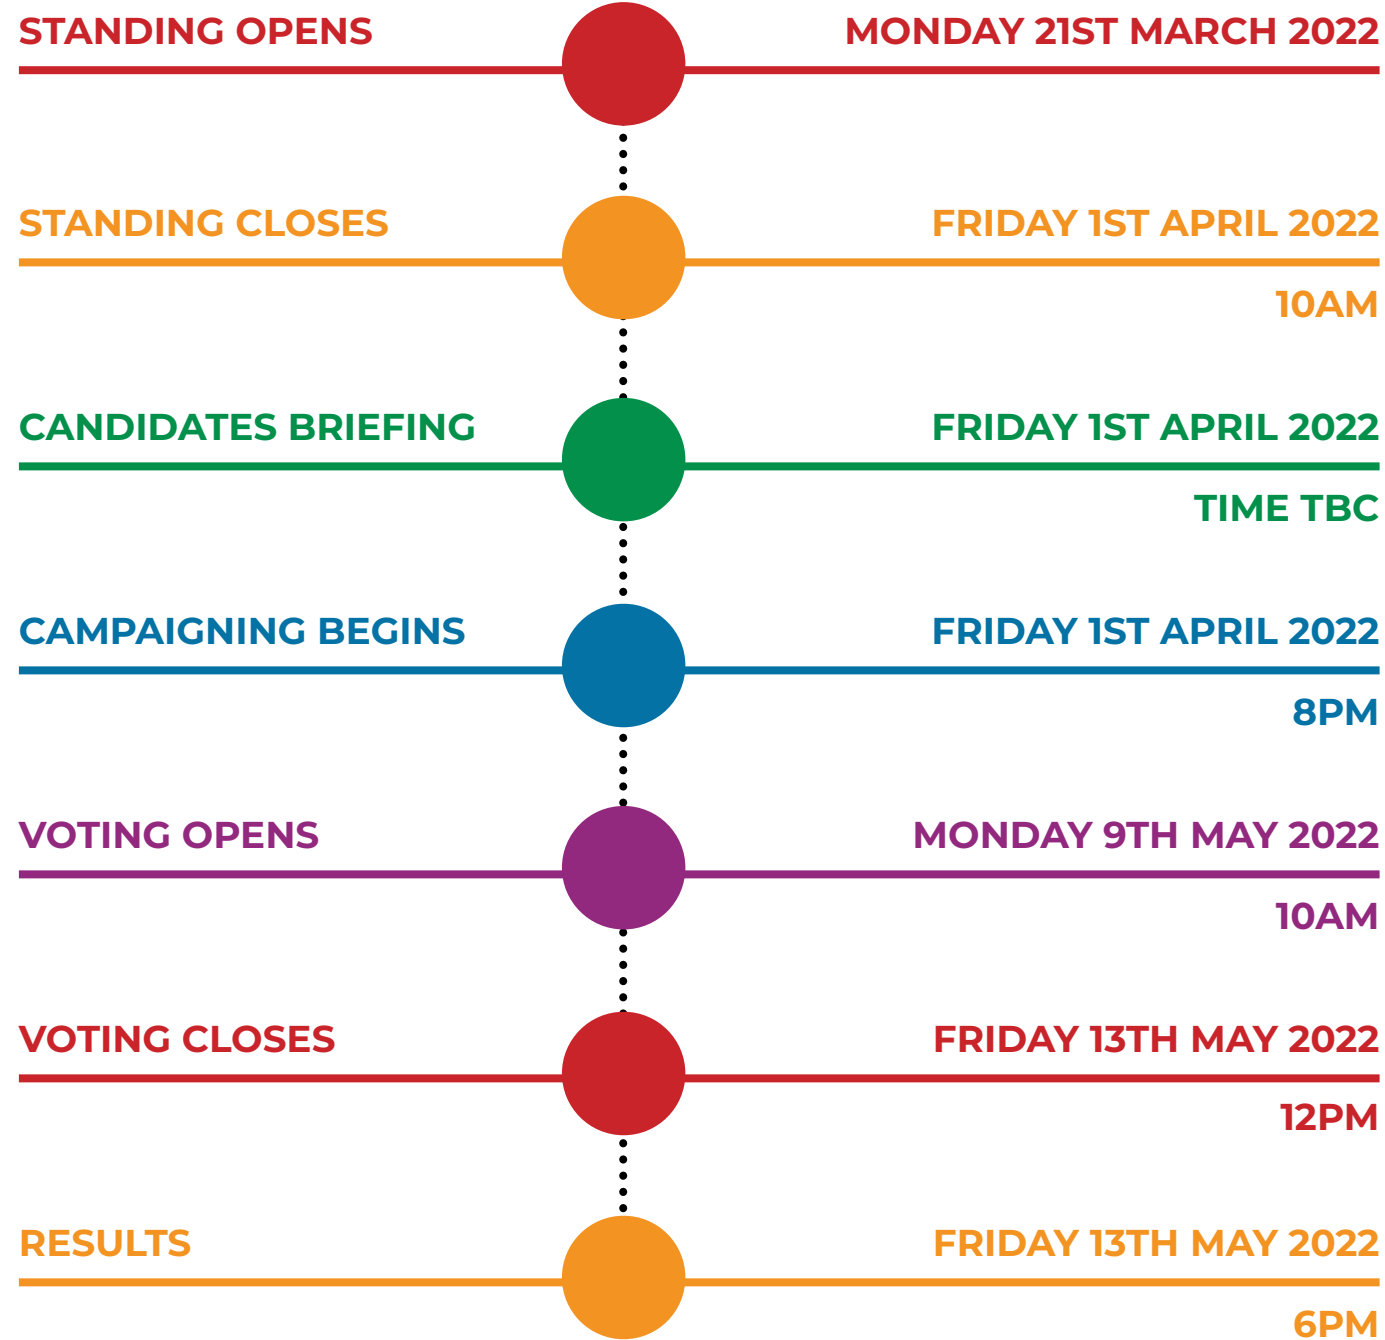 STANDING OPENS
MONDAY 21ST MARCH 2022
STANDING CLOSES
FRIDAY 1ST APRIL 2022
10AM
CANDIDATES BRIEFING
FRIDAY 1ST APRIL 2022
TIME TBC
CAMPAIGNING BEGINS
FRIDAY 1ST APRIL 2022
8PM
VOTING OPENS
MONDAY 9TH MAY 2022
10AM
VOTING CLOSES
FRIDAY 13TH MAY 2022
12PM
RESULTS
FRIDAY 13TH MAY 2022
6PM